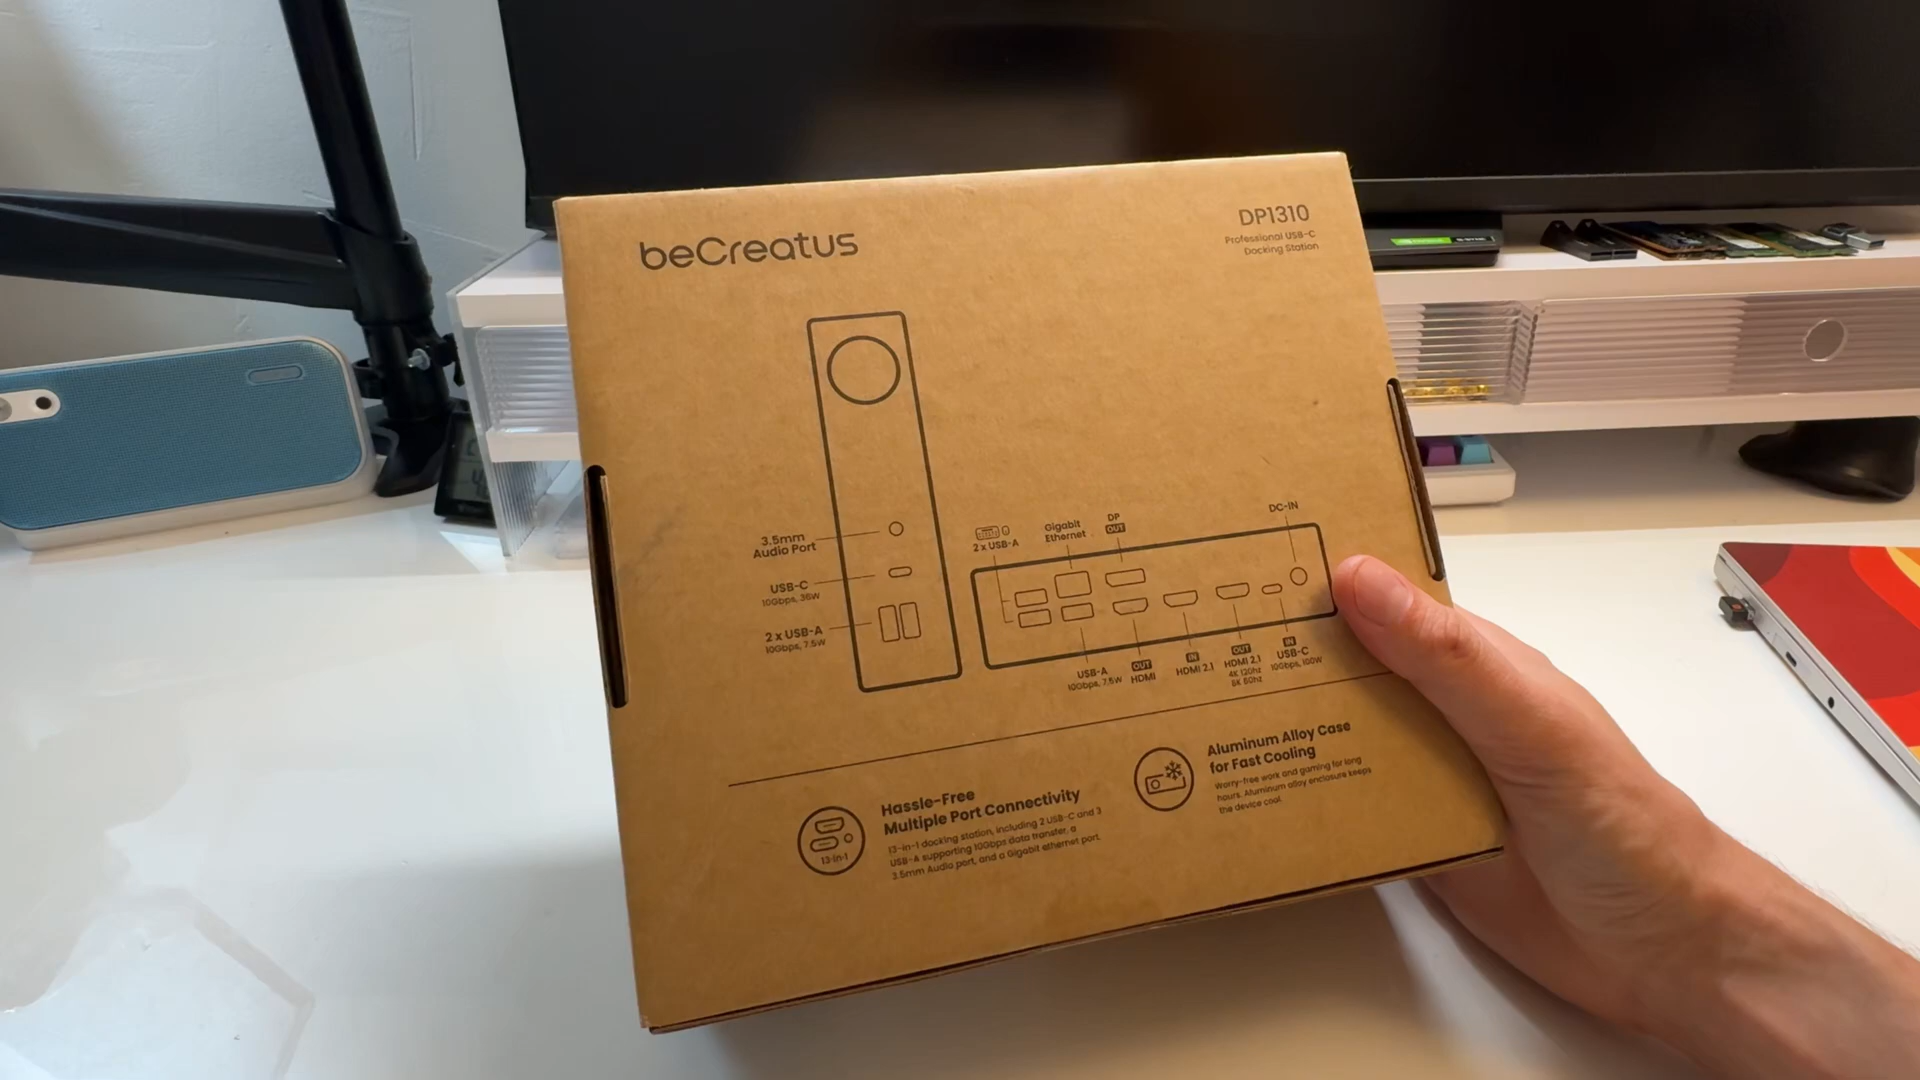 beCreatus
DP1310
Professional USB-C
Docking Station
3.5mm
Audio Port
USB-C
10Gbps, 36W
2 x USB-A
10Gbps, 7.5W
2 x USB-A
Gigabit
Ethernet
DP
OUT
DC-IN
USB-A
10Gbps, 7.5W
OUT
HDMI
IN
HDMI 2.1
OUT
HDMI 2.1
4K 120hz
8K 60hz
IN
USB-C
10Gbps, 100W
13-in-1
Hassle-Free
Multiple Port Connectivity
13-in-1 docking station, including 2 USB-C and 3
USB-A supporting 10Gbps data transfer, a
3.5mm Audio port, and a Gigabit ethernet port.
Aluminum Alloy Case
for Fast Cooling
Worry-free work and gaming for long
hours. Aluminum alloy enclosure keeps
the device cool.